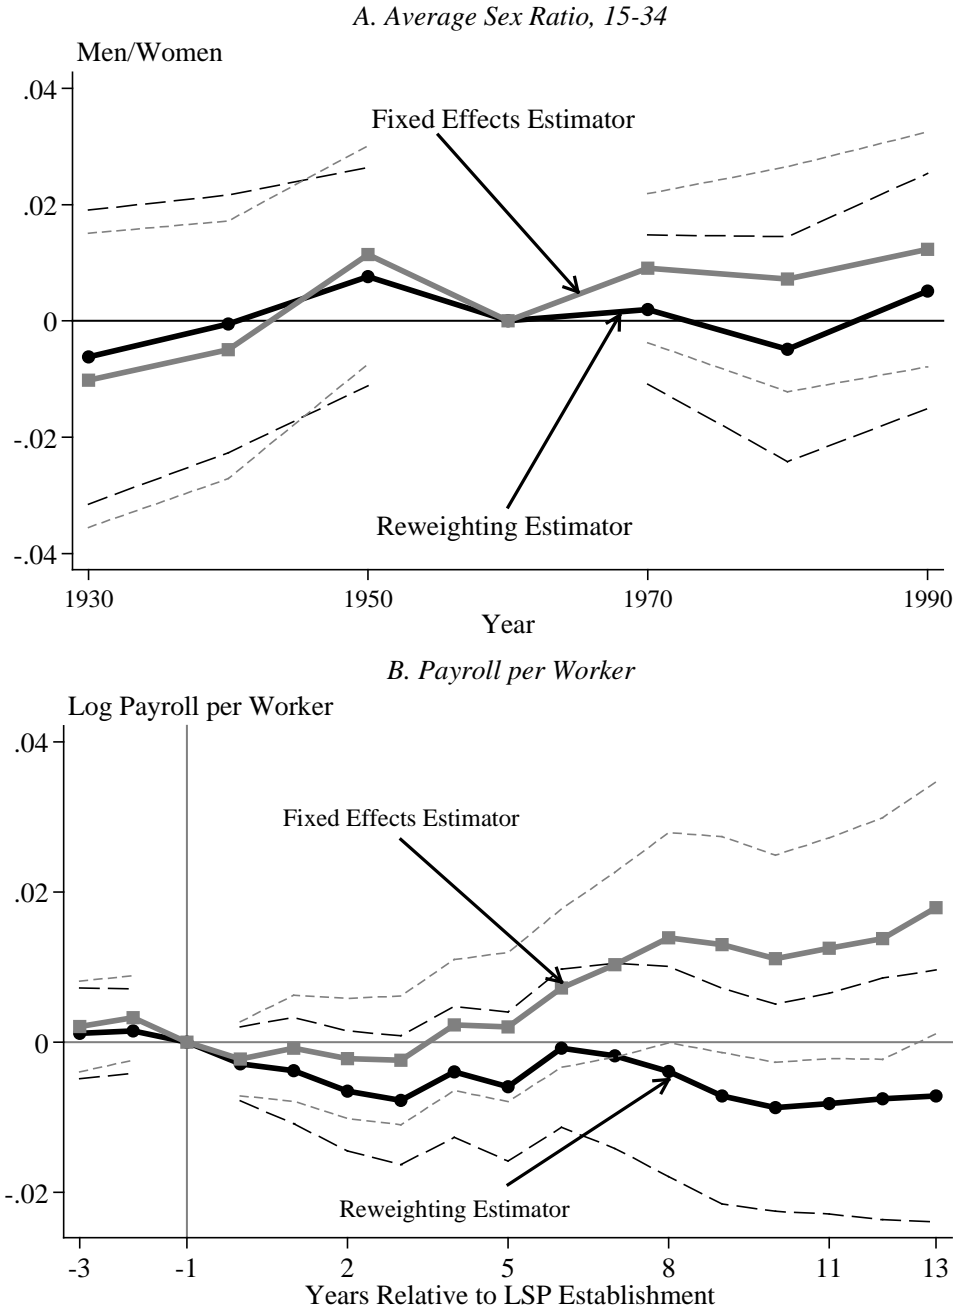 A. Average Sex Ratio, 15-34
Men/Women
.04
Fixed Effects Estimator
.02
0
-.02
Reweighting Estimator
-.04
1930 1950 1970 1990
Year
B. Payroll per Worker
Log Payroll per Worker
.04
Fixed Effects Estimator
.02
0
-.02
Reweighting Estimator
-3 -1 2 5 8 11 13
Years Relative to LSP Establishment